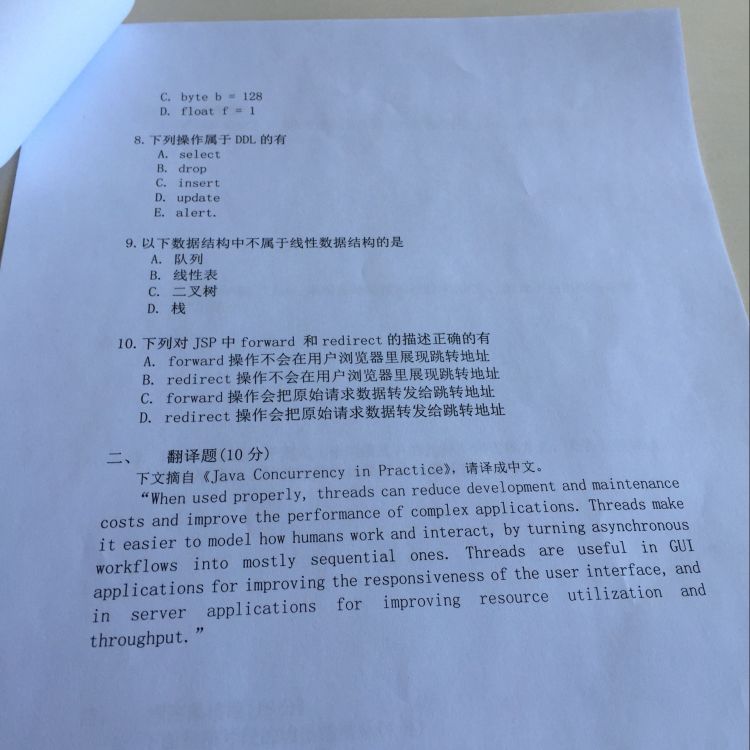 C. byte b = 128
D. float f = 1
8. 下列操作属于 DDL 的有
A. select
B. drop
C. insert
D. update
E. alert.
9. 以下数据结构中不属于线性数据结构的是
A. 队列
B. 线性表
C. 二叉树
D. 栈
10. 下列对 JSP 中 forward 和 redirect 的描述正确的有
A. forward 操作不会在用户浏览器里展现跳转地址
B. redirect 操作不会在用户浏览器里展现跳转地址
C. forward 操作会把原始请求数据转发给跳转地址
D. redirect 操作会把原始请求数据转发给跳转地址
二、 翻译题(10 分)
下文摘自《Java Concurrency in Practice》，请译成中文。
“When used properly, threads can reduce development and maintenance
costs and improve the performance of complex applications. Threads make
it easier to model how humans work and interact, by turning asynchronous
workflows into mostly sequential ones. Threads are useful in GUI
applications for improving the responsiveness of the user interface, and
in server applications for improving resource utilization and
throughput.”